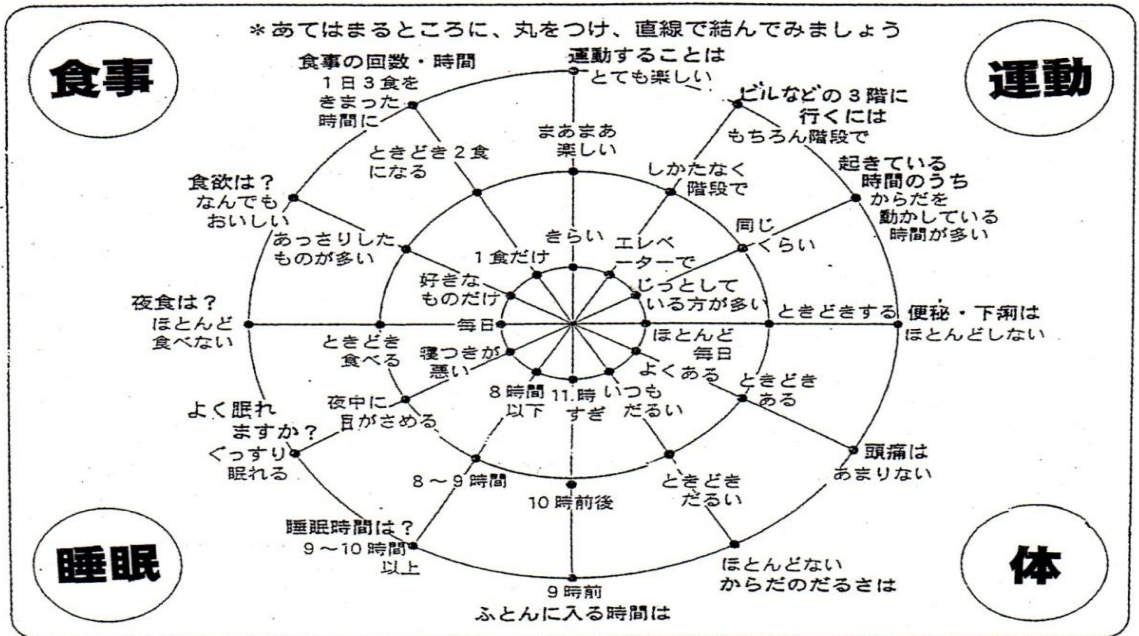 ＊あてはまるところに、丸をつけ、直線で結んでみましょう
食事
運動
睡眠
体
運動することは
とても楽しい
まあまあ
楽しい
きらい
ビルなどの３階に
行くには
もちろん階段で
しかたなく
階段で
エレベ
ーターで
起きている
時間のうち
からだを
動かしている
時間が多い
同じ
くらい
じっとして
いる方が多い
便秘・下痢は
ほとんどしない
ときどきする
ほとんど
毎日
頭痛は
あまりない
ときどき
ある
よくある
ほとんどない
からだのだるさは
ときどき
だるい
いつも
だるい
9時前
ふとんに入る時間は
10時前後
11.時
すぎ
睡眠時間は？
9～10時間
以上
8～9時間
8時間
以下
よく眠れ
ますか？
ぐっすり
眠れる
夜中に
目がさめる
寝つきが
悪い
夜食は？
ほとんど
食べない
ときどき
食べる
毎日
食欲は？
なんでも
おいしい
あっさりした
ものが多い
好きな
ものだけ
食事の回数・時間
1日3食を
きまった
時間に
ときどき2食
になる
1食だけ